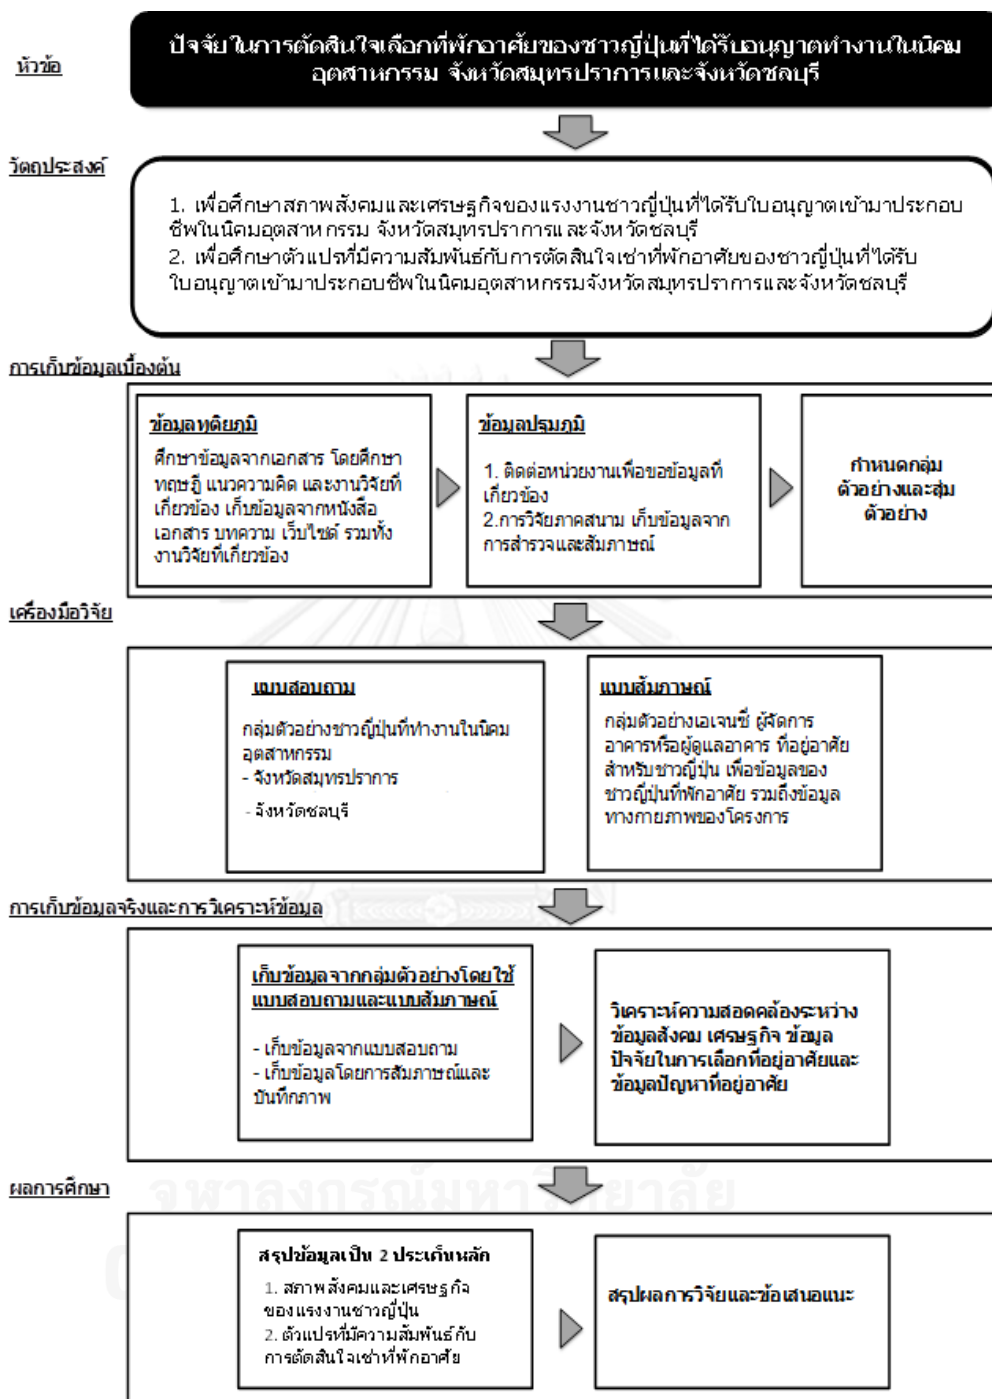 หัวข้อ
ปัจจัยในการตัดสินใจเลือกที่พักอาศัยของชาวญี่ปุ่นที่ได้รับอนุญาตทำงานในนิคม
อุตสาหกรรม จังหวัดสมุทรปราการและจังหวัดชลบุรี
วัตถุประสงค์
1. เพื่อศึกษาสภาพสังคมและเศรษฐกิจของแรงงานชาวญี่ปุ่นที่ได้รับใบอนุญาตเข้ามาประกอบ
ชีพในนิคมอุตสาหกรรม จังหวัดสมุทรปราการและจังหวัดชลบุรี
2. เพื่อศึกษาตัวแปรที่มีความสัมพันธ์กับการตัดสินใจเช่าที่พักอาศัยของชาวญี่ปุ่นที่ได้รับ
ใบอนุญาตเข้ามาประกอบชีพในนิคมอุตสาหกรรมจังหวัดสมุทรปราการและจังหวัดชลบุรี
การเก็บข้อมูลเบื้องต้น
ข้อมูลทุติยภูมิ
ศึกษาข้อมูลจากเอกสาร โดยศึกษา
ทฤษฎี แนวความคิด และงานวิจัยที่
เกี่ยวข้อง เก็บข้อมูลจากหนังสือ
เอกสาร บทความ เว็บไซต์ รวมทั้ง
งานวิจัยที่เกี่ยวข้อง
ข้อมูลปฐมภูมิ
1. ติดต่อหน่วยงานเพื่อขอข้อมูลที่
เกี่ยวข้อง
2.การวิจัยภาคสนาม เก็บข้อมูลจาก
การสำรวจและสัมภาษณ์
กำหนดกลุ่ม
ตัวอย่างและสุ่ม
ตัวอย่าง
เครื่องมือวิจัย
แบบสอบถาม
กลุ่มตัวอย่างชาวญี่ปุ่นที่ทำงานในนิคม
อุตสาหกรรม
- จังหวัดสมุทรปราการ
- จังหวัดชลบุรี
แบบสัมภาษณ์
กลุ่มตัวอย่างเอเจนซี่ ผู้จัดการ
อาคารหรือผู้ดูแลอาคาร ที่อยู่อาศัย
สำหรับชาวญี่ปุ่น เพื่อข้อมูลของ
ชาวญี่ปุ่นที่พักอาศัย รวมถึงข้อมูล
ทางกายภาพของโครงการ
การเก็บข้อมูลจริงและการวิเคราะห์ข้อมูล
เก็บข้อมูลจากกลุ่มตัวอย่างโดยใช้
แบบสอบถามและแบบสัมภาษณ์
- เก็บข้อมูลจากแบบสอบถาม
- เก็บข้อมูลโดยการสัมภาษณ์และ
บันทึกภาพ
วิเคราะห์ความสอดคล้องระหว่าง
ข้อมูลสังคม เศรษฐกิจ ข้อมูล
ปัจจัยในการเลือกที่อยู่อาศัยและ
ข้อมูลปัญหาที่อยู่อาศัย
ผลการศึกษา
จุฬาลงกรณ์มหาวิทยาลัย
สรุปข้อมูลเป็น 2 ประเด็นหลัก
1. สภาพสังคมและเศรษฐกิจ
ของแรงงานชาวญี่ปุ่น
2. ตัวแปรที่มีความสัมพันธ์กับ
การตัดสินใจเช่าที่พักอาศัย
สรุปผลการวิจัยและข้อเสนอแนะ